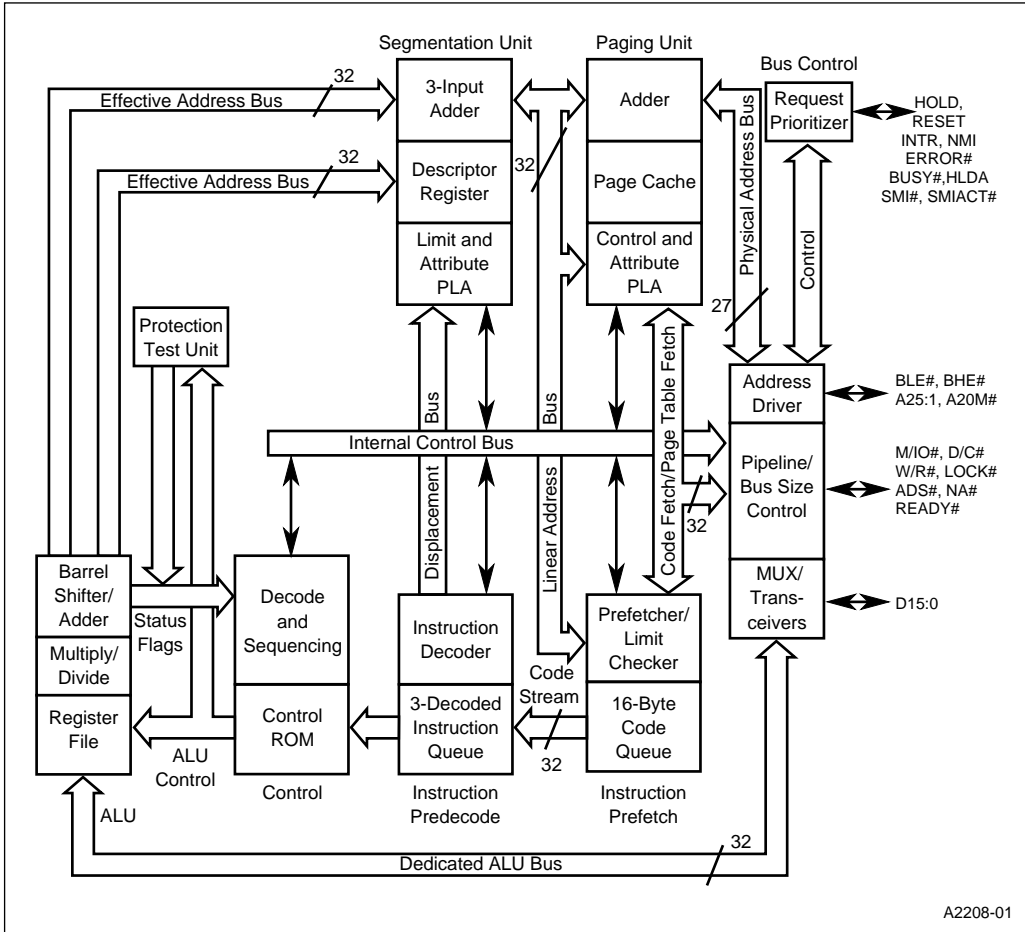 Segmentation Unit
Paging Unit
Bus Control
32
Effective Address Bus
3-Input
Adder
Adder
Request
Prioritizer
HOLD,
RESET
INTR, NMI
ERROR#
BUSY#,HLDA
SMI#, SMIACT#
32
Effective Address Bus
Descriptor
Register
32
Page Cache
Physical Address Bus
Control
Limit and
Attribute
PLA
Control and
Attribute
PLA
27
Protection
Test Unit
Address
Driver
BLE#, BHE#
A25:1, A20M#
Internal Control Bus
Displacement
Bus
Linear Address
Bus
Code Fetch/Page Table Fetch
32
Pipeline/
Bus Size
Control
M/IO#, D/C#
W/R#, LOCK#
ADS#, NA#
READY#
Barrel
Shifter/
Adder
Status
Flags
Decode
and
Sequencing
Instruction
Decoder
Prefetcher/
Limit
Checker
MUX/
Trans-
ceivers
D15:0
Multiply/
Divide
Code
Stream
Register
File
Control
ROM
3-Decoded
Instruction
Queue
32
16-Byte
Code
Queue
ALU
Control
ALU
Control
Instruction
Predecode
Instruction
Prefetch
32
Dedicated ALU Bus
A2208-01